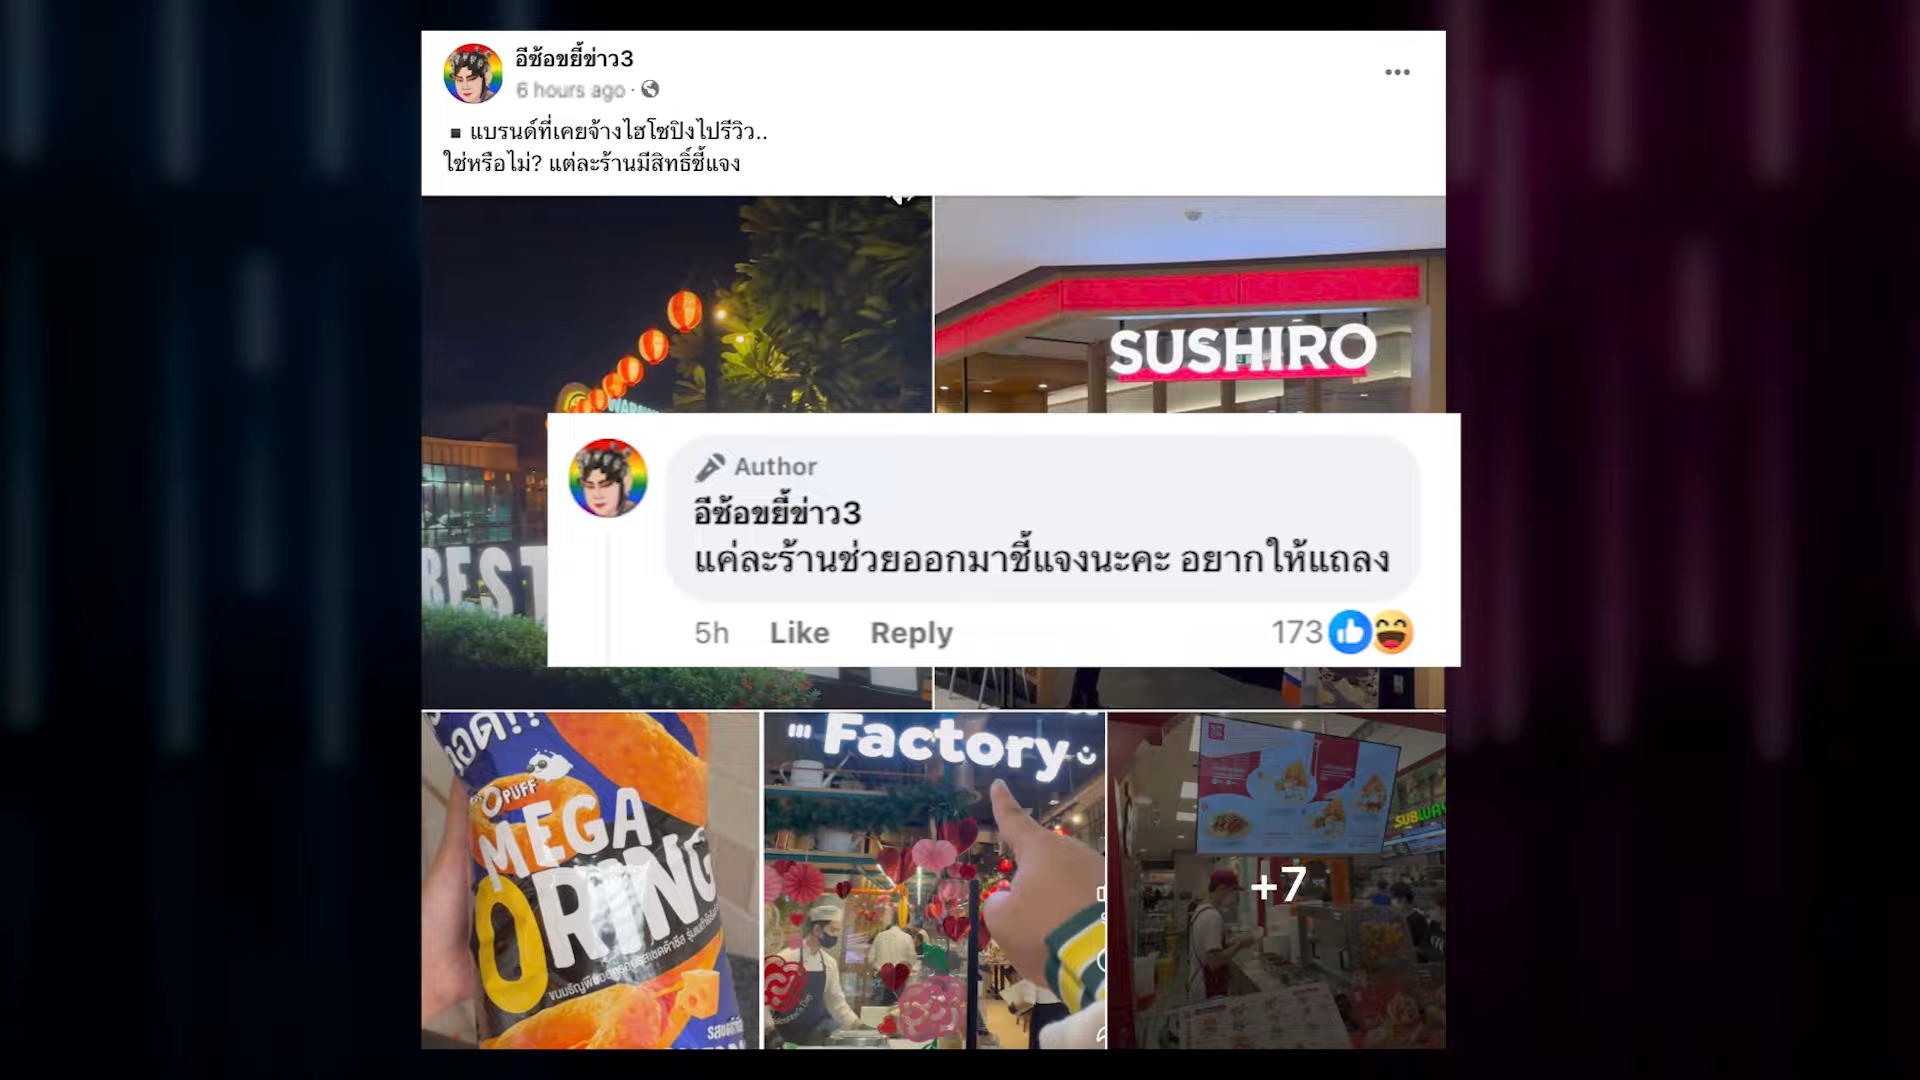 อีซ้อขยี้ข่าว3
6 hours ago
▪ แบรนด์ที่เคยจ้างไฮโซปิงไปรีวิว..
ใช่หรือไม่? แต่ละร้านมีสิทธิ์ชี้แจง
SUSHIRO
BEST
Author
อีซ้อขยี้ข่าว3
แค่ละร้านช่วยออกมาชี้แจงนะคะ อยากให้แถลง
5h Like Reply 173
OPUFF
MEGA
ORING
Factory
SUBWAY
+7